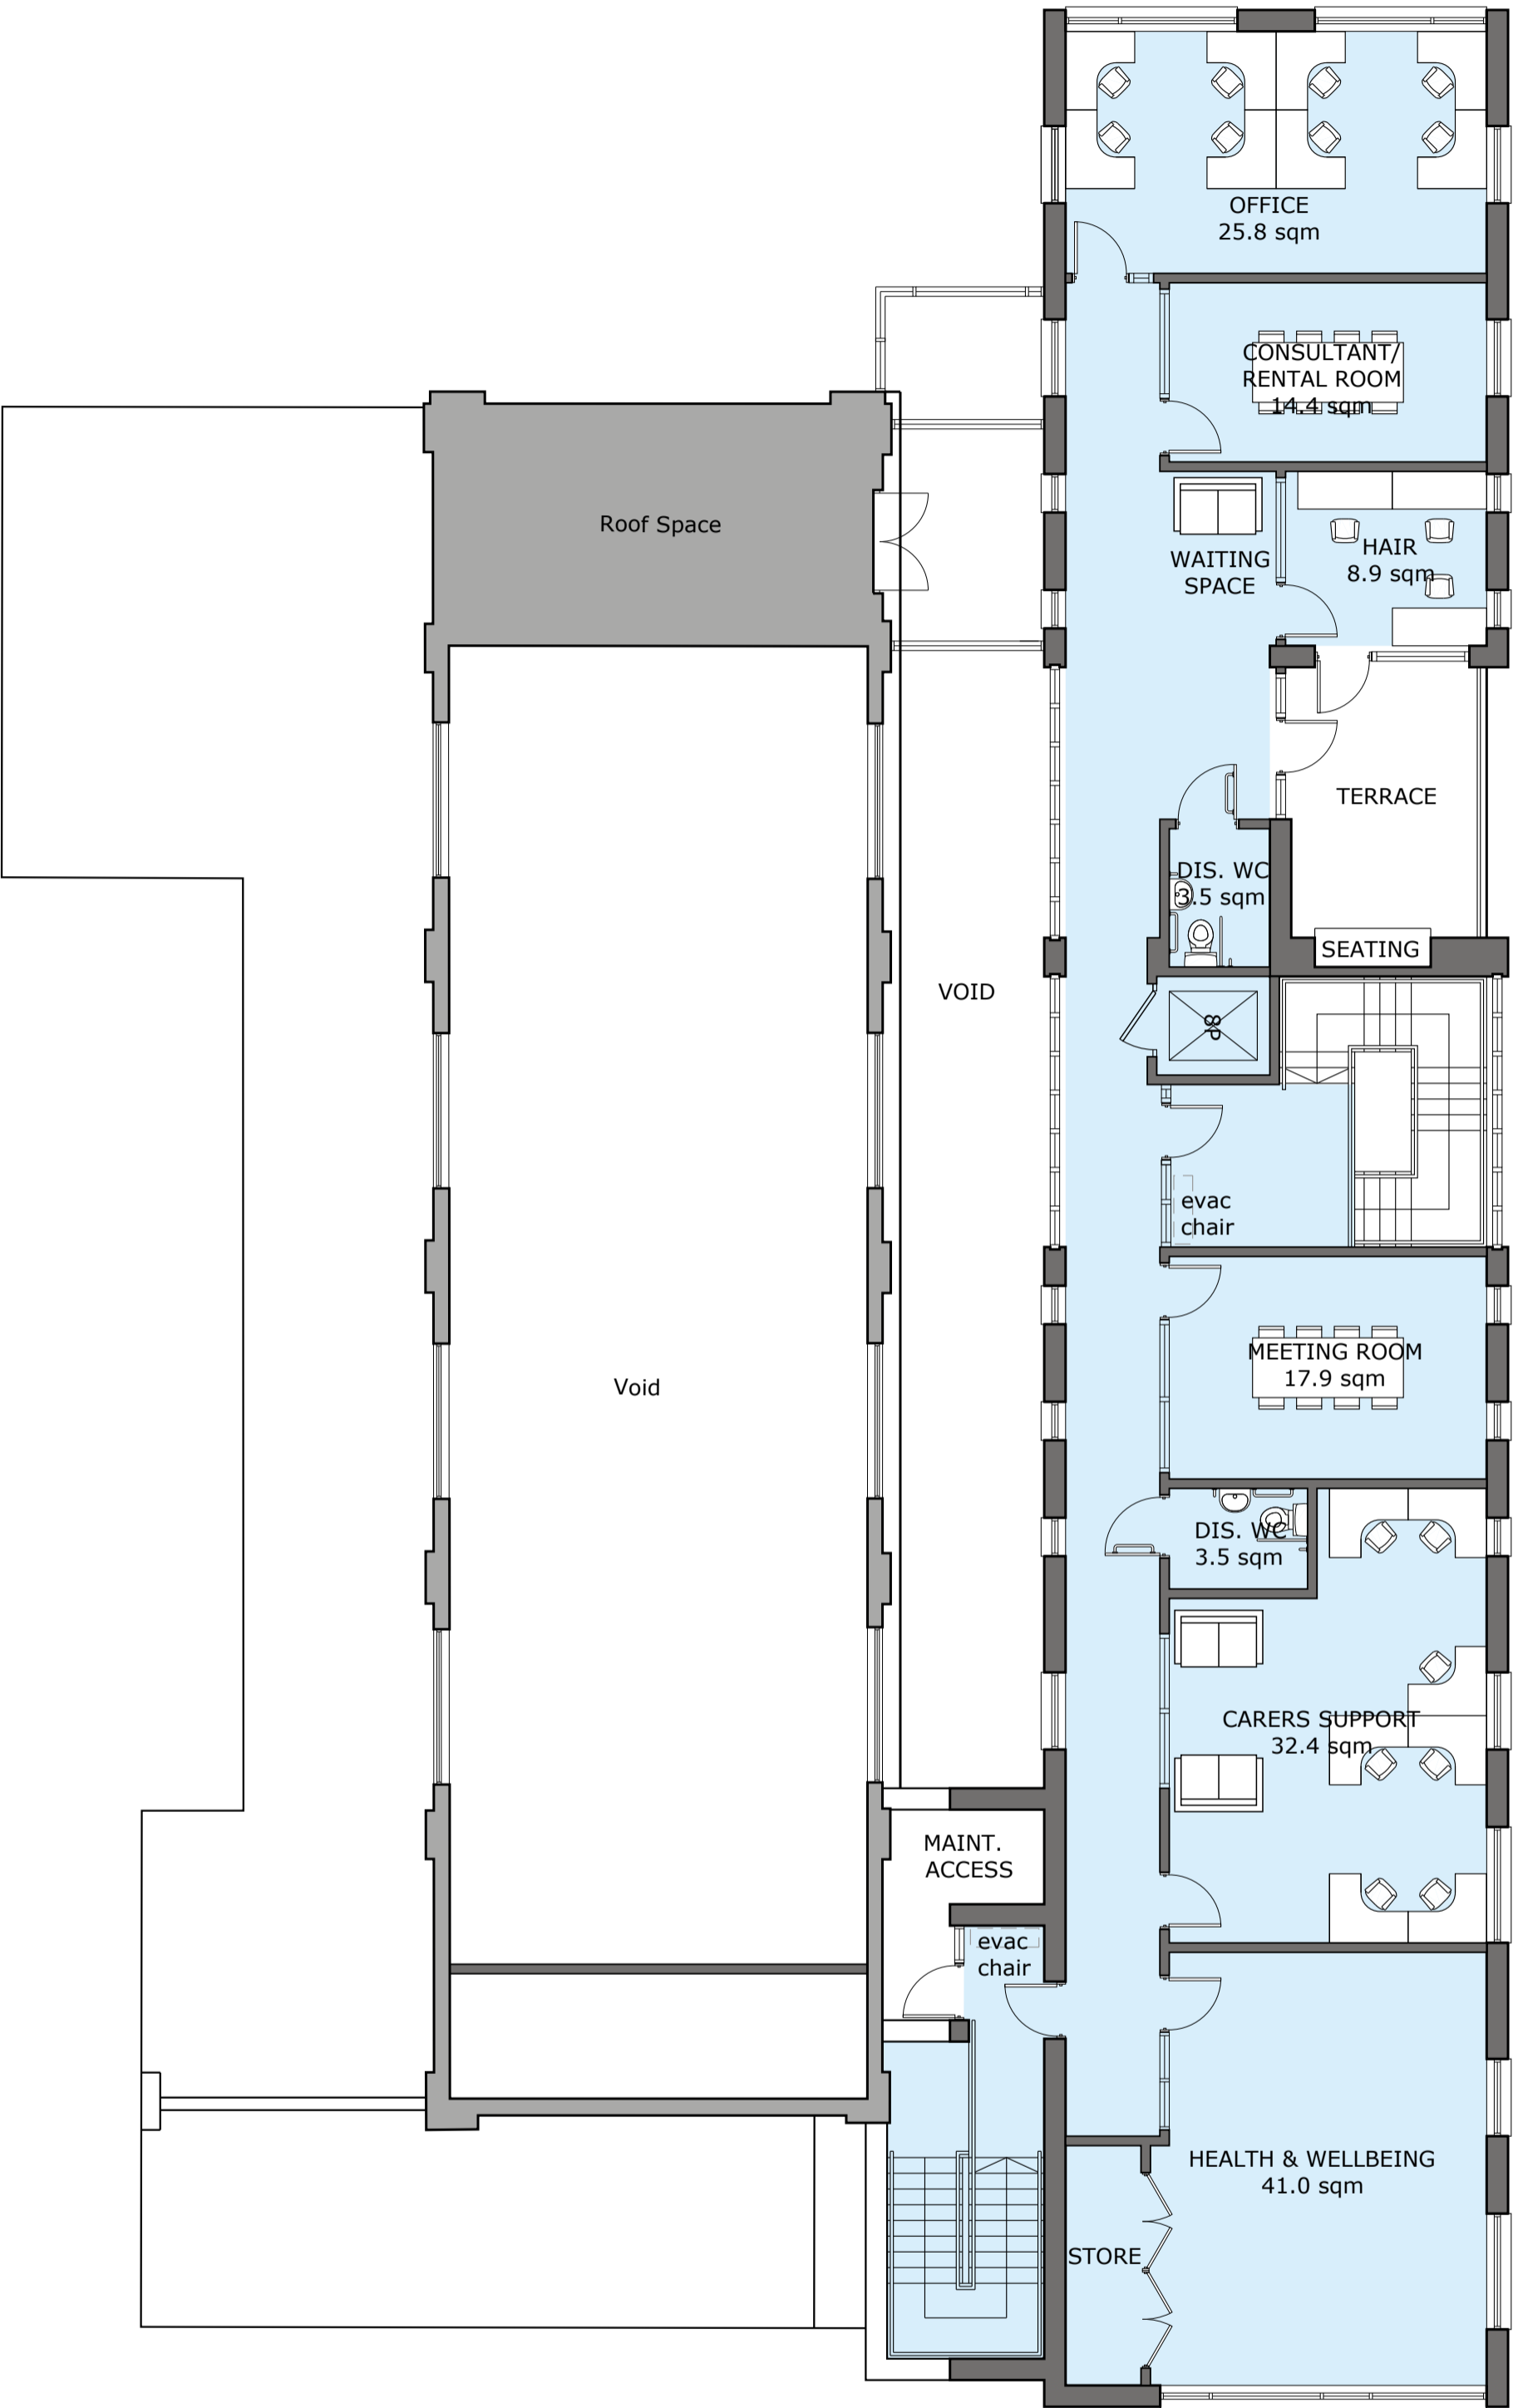 OFFICE
25.8 sqm
CONSULTANT/
RENTAL ROOM
14.4 sqm
Roof Space
WAITING
SPACE
HAIR
8.9 sqm
TERRACE
DIS. WC
3.5 sqm
SEATING
VOID
8P
evac
chair
MEETING ROOM
17.9 sqm
Void
DIS. WC
3.5 sqm
CARERS SUPPORT
32.4 sqm
MAINT.
ACCESS
evac
chair
HEALTH & WELLBEING
41.0 sqm
STORE